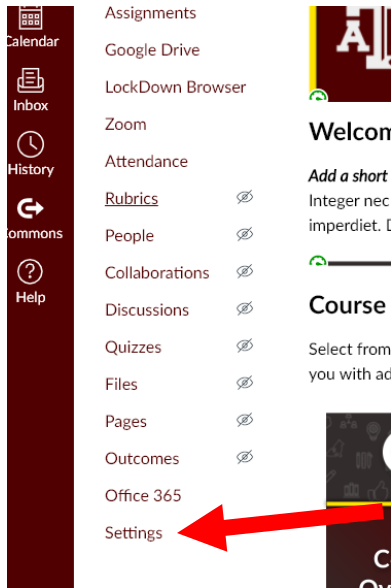 Calendar
Inbox
History
Commons
Help
Assignments
Google Drive
LockDown Browser
Zoom
Attendance
Rubrics
People
Collaborations
Discussions
Quizzes
Files
Pages
Outcomes
Office 365
Settings
A
Welcom
Add a short
Integer nec
imperdiet. D
Course
Select from
you with ad
C